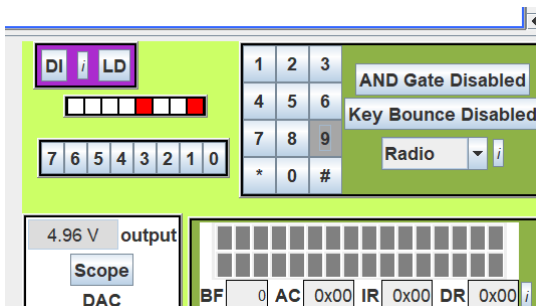 DI i LD
7 6 5 4 3 2 1 0
1 2 3
4 5 6
7 8 9
* 0 #
AND Gate Disabled
Key Bounce Disabled
Radio i
4.96 V output
Scope
DAC
BF 0 AC 0x00 IR 0x00 DR 0x00 i